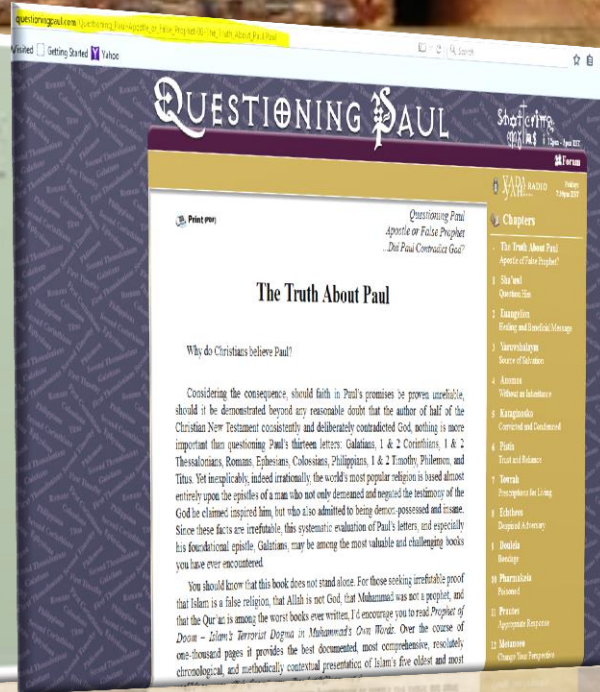 questioningpaul.com/Questioning_Paul-Apostle_or_False_Prophet-00-The_Truth_About_Paul.Paul
Visited Getting Started Yahoo
Search
QUESTIONING PAUL
Shattering
Myths
Forum
YADA
YAH RADIO
Fridays
Print (PDF)
Questioning Paul
Apostle or False Prophet
...Did Paul Contradict God?
The Truth About Paul
Why do Christians believe Paul?
Considering the consequence, should faith in Paul's promises be proven unreliable,
should it be demonstrated beyond any reasonable doubt that the author of half of the
Christian New Testament consistently and deliberately contradicted God, nothing is more
important than questioning Paul's thirteen letters: Galatians, 1 & 2 Corinthians, 1 & 2
Thessalonians, Romans, Ephesians, Colossians, Philippians, 1 & 2 Timothy, Philemon, and
Titus. Yet inexplicably, indeed irrationally, the world's most popular religion is based almost
entirely upon the epistles of a man who not only demeaned and negated the testimony of the
God he claimed inspired him, but who also admitted to being demon-possessed and insane.
Since these facts are irrefutable, this systematic evaluation of Paul's letters, and especially
his foundational epistle, Galatians, may be among the most valuable and challenging books
you have ever encountered.
You should know that this book does not stand alone. For those seeking irrefutable proof
that Islam is a false religion, that Allah is not God, that Muhammad was not a prophet, and
that the Qur'an is among the worst books ever written, I'd encourage you to read Prophet of
Doom – Islam's Terrorist Dogma in Muhammad's Own Words. Over the course of
one-thousand pages it provides the best documented, most comprehensive, resolutely
chronological, and methodically contextual presentation of Islam's five oldest and most
Chapters
- The Truth About Paul
Apostle of False Prophet?
1 Sha'uwl
Question Him
2 Euangelion
Healing and Beneficial Message
3 Yaruwshalaym
Source of Salvation
4 Anomos
Without an Inheritance
5 Kataginosko
Convicted and Condemned
6 Pistis
Trust and Reliance
7 Towrah
Prescriptions for Living
8 Echthros
Despised Adversary
9 Douleia
Bondage
10 Pharmakeia
Poisoned
11 Prautes
Appropriate Response
12 Metanoeo
Change Your Perspective